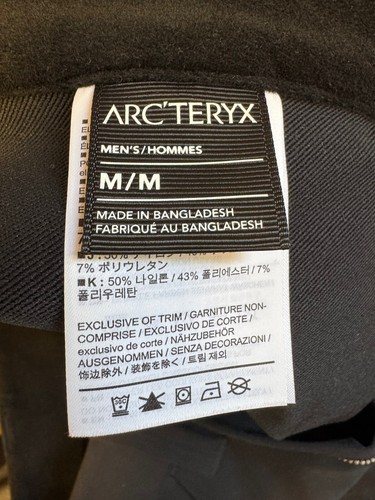 ARC'TERYX
MEN'S/HOMMES
M/M
MADE IN BANGLADESH
FABRIQUÉ AU BANGLADESH
7% ポリウレタン
■K : 50% 나일론 / 43% 폴리에스터 / 7%
폴리우레탄
EXCLUSIVE OF TRIM / GARNITURE NON-
COMPRISE / EXCLUSIVO DE CORTE /
exclusivo de corte / NÄHZUBEHÖR
AUSGENOMMEN / SENZA DECORAZIONI /
饰边除外 / 装飾を除く / 트림 제외